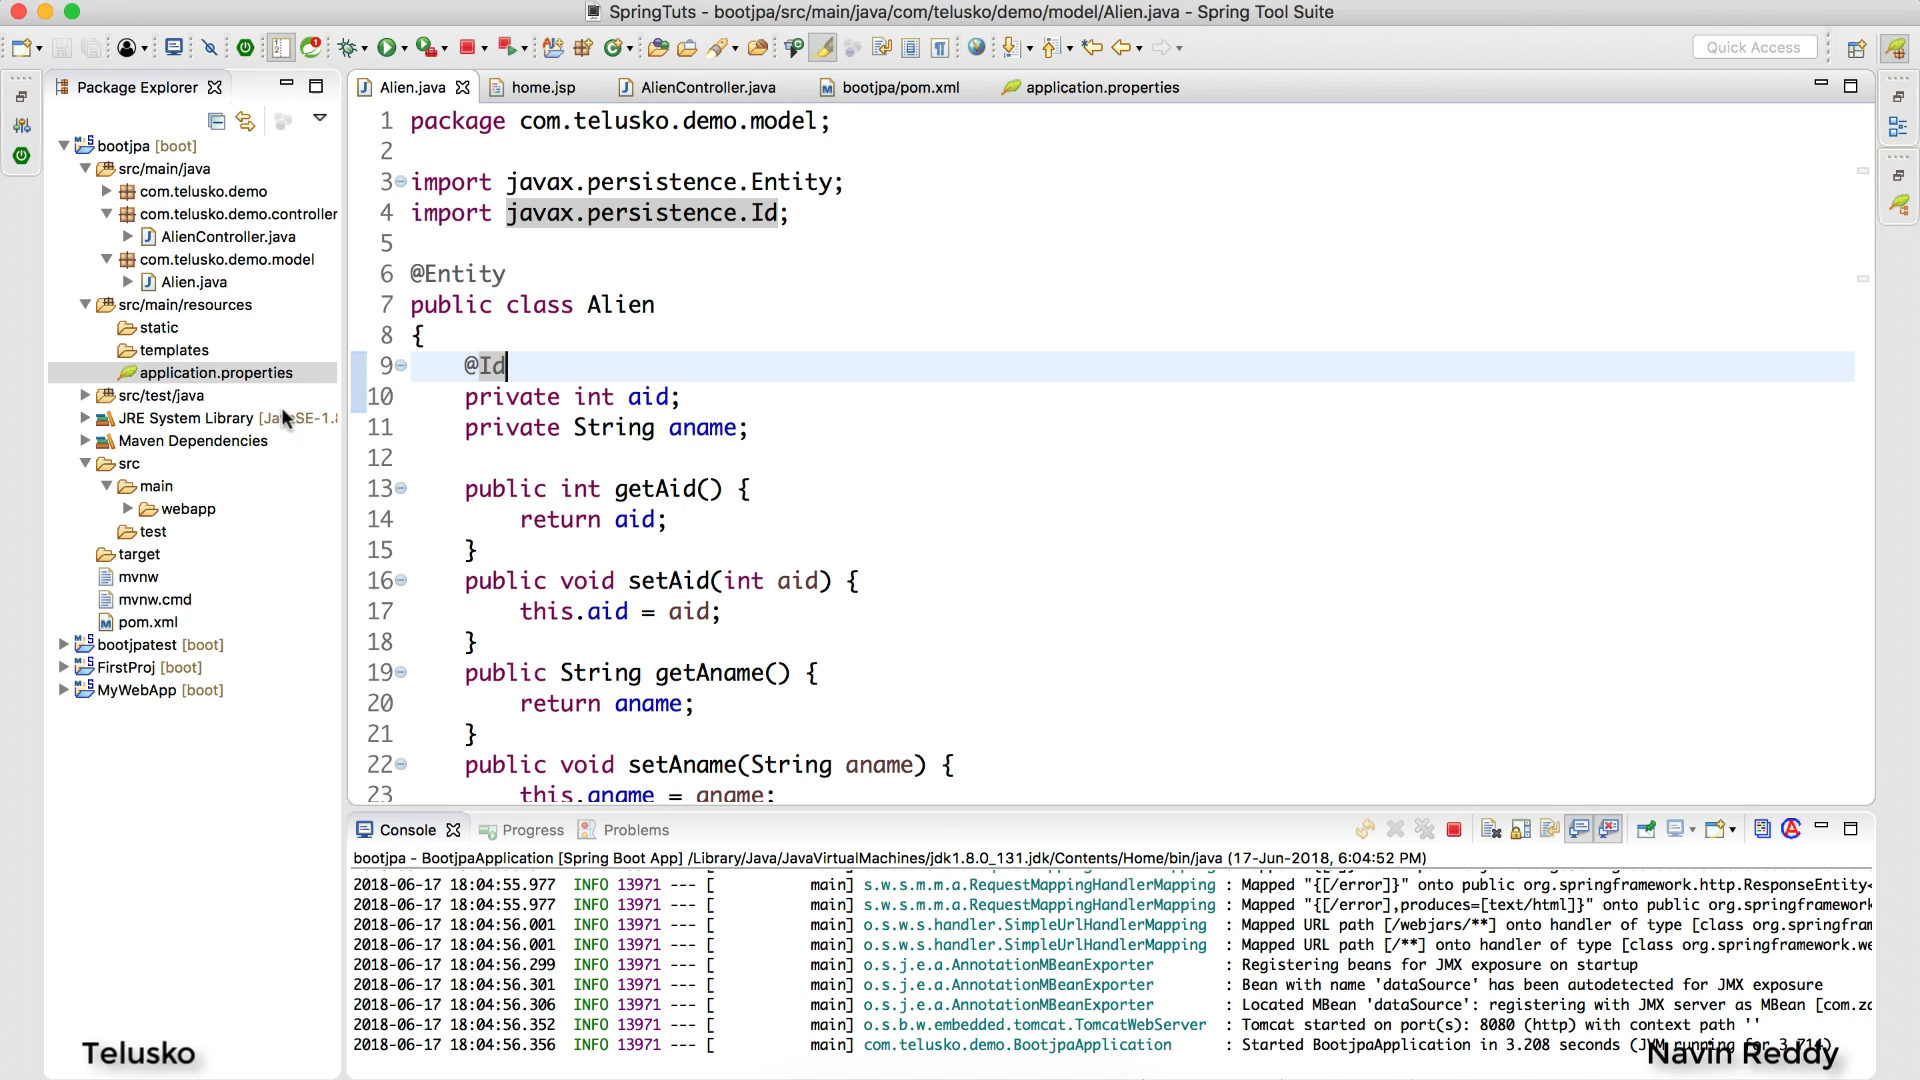 SpringTuts - bootjpa/src/main/java/com/telusko/demo/model/Alien.java - Spring Tool Suite
Quick Access
Package Explorer
Alien.java
home.jsp
AlienController.java
bootjpa/pom.xml
application.properties
bootjpa [boot]
src/main/java
com.telusko.demo
com.telusko.demo.controller
AlienController.java
com.telusko.demo.model
Alien.java
src/main/resources
static
templates
application.properties
src/test/java
JRE System Library
Maven Dependencies
src
main
webapp
test
target
mvnw
mvnw.cmd
pom.xml
bootjpatest [boot]
FirstProj [boot]
MyWebApp [boot]
1 package com.telusko.demo.model;
2
3 import javax.persistence.Entity;
4 import javax.persistence.Id;
5
6 @Entity
7 public class Alien
8 {
9 @Id
10 private int aid;
11 private String aname;
12
13 public int getAid() {
14 return aid;
15 }
16 public void setAid(int aid) {
17 this.aid = aid;
18 }
19 public String getAname() {
20 return aname;
21 }
22 public void setAname(String aname) {
23 this.aname = aname;
Console
Progress
Problems
bootjpa - BootjpaApplication [Spring Boot App] /Library/Java/JavaVirtualMachines/jdk1.8.0_131.jdk/Contents/Home/bin/java (17-Jun-2018, 6:04:52 PM)
2018-06-17 18:04:55.977 INFO 13971 --- [ main] s.w.s.m.m.a.RequestMappingHandlerMapping : Mapped "{[/error]}" onto public org.springframework.http.ResponseEntity<
2018-06-17 18:04:55.977 INFO 13971 --- [ main] s.w.s.m.m.a.RequestMappingHandlerMapping : Mapped "{[/error],produces=[text/html]}" onto public org.springframework
2018-06-17 18:04:56.001 INFO 13971 --- [ main] o.s.w.s.handler.SimpleUrlHandlerMapping : Mapped URL path [/webjars/**] onto handler of type [class org.springfram
2018-06-17 18:04:56.001 INFO 13971 --- [ main] o.s.w.s.handler.SimpleUrlHandlerMapping : Mapped URL path [/**] onto handler of type [class org.springframework.we
2018-06-17 18:04:56.299 INFO 13971 --- [ main] o.s.j.e.a.AnnotationMBeanExporter : Registering beans for JMX exposure on startup
2018-06-17 18:04:56.301 INFO 13971 --- [ main] o.s.j.e.a.AnnotationMBeanExporter : Bean with name 'dataSource' has been autodetected for JMX exposure
2018-06-17 18:04:56.306 INFO 13971 --- [ main] o.s.j.e.a.AnnotationMBeanExporter : Located MBean 'dataSource': registering with JMX server as MBean [com.za
2018-06-17 18:04:56.352 INFO 13971 --- [ main] o.s.b.w.embedded.tomcat.TomcatWebServer : Tomcat started on port(s): 8080 (http) with context path ''
2018-06-17 18:04:56.356 INFO 13971 --- [ main] com.telusko.demo.BootjpaApplication : Started BootjpaApplication in 3.208 seconds (JVM running for 3.714)
Telusko
Navin Reddy